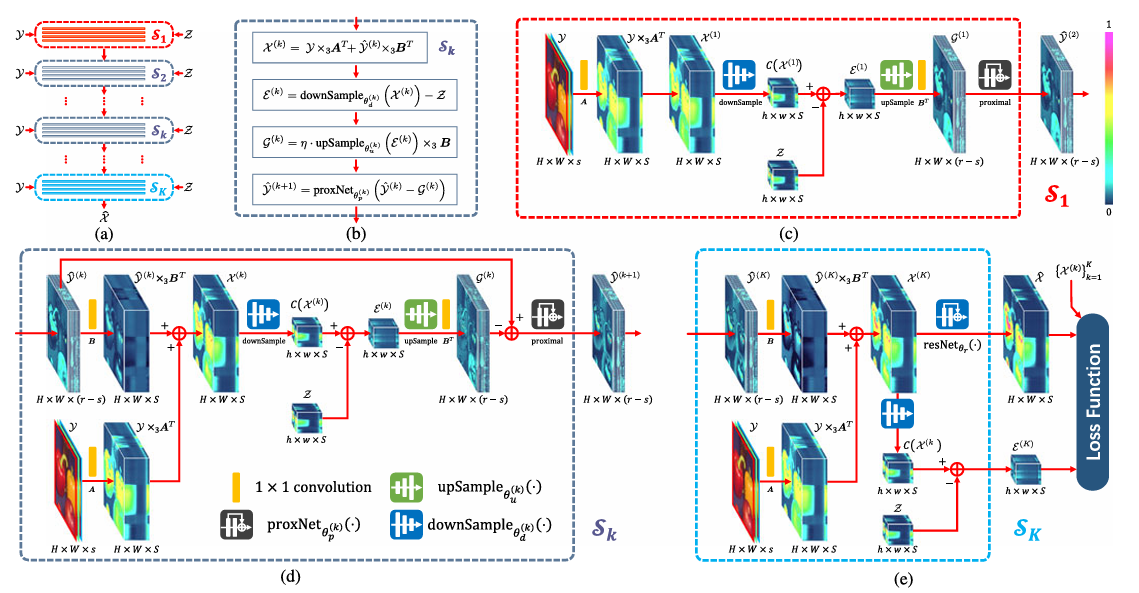 𝒴 𝒮₁ 𝒵
𝒮₂ 𝒵
𝒴 𝒮ₖ 𝒵
𝒴 𝒮_K 𝒵
𝒳̂
(a)
𝒳^(k) = 𝒴 ×₃ A^T + 𝒴̂^(k) ×₃ B^T
𝒮ₖ
ℰ^(k) = downSample_θ_d^(k) (𝒳^(k)) − 𝒵
𝒢^(k) = η · upSample_θ_u^(k) (ℰ^(k)) ×₃ B
𝒴̂^(k+1) = proxNet_θ_p^(k) (𝒴̂^(k) − 𝒢^(k))
(b)
𝒴 𝒴 ×₃ A^T 𝒳^(1) C(𝒳^(1)) ℰ^(1) 𝒢^(1) 𝒴̂^(2)
A downSample + − upSample B^T proximal
h × w × S h × w × S
H × W × s H × W × S H × W × S 𝒵 H × W × (r − s) H × W × (r − s)
h × w × S
𝒮₁
1
0
(c)
𝒴̂^(k) 𝒴̂^(k) ×₃ B^T 𝒳^(k) C(𝒳^(k)) ℰ^(k) 𝒢^(k) 𝒴̂^(k+1)
B + + downSample + − upSample B^T − + proximal
h × w × S h × w × S
H × W × (r − s) H × W × S H × W × S 𝒵 H × W × (r − s) H × W × (r − s)
h × w × S
𝒴 𝒴 ×₃ A^T
A
H × W × s H × W × S
1 × 1 convolution upSample_θ_u^(k)(·)
proxNet_θ_p^(k)(·) downSample_θ_d^(k)(·)
𝒮ₖ
(d)
𝒴̂^(K) 𝒴̂^(K) ×₃ B^T 𝒳^(K) 𝒳̂ {𝒳^(k)}_{k=1}^K
B + + resNet_θ_r(·)
H × W × (r − s) H × W × S H × W × S H × W × S
𝒴 𝒴 ×₃ A^T C(𝒳^(k)) ℰ^(K)
A + −
h × w × S h × w × S
𝒵
H × W × s H × W × S h × w × S
𝒮_K
Loss Function
(e)